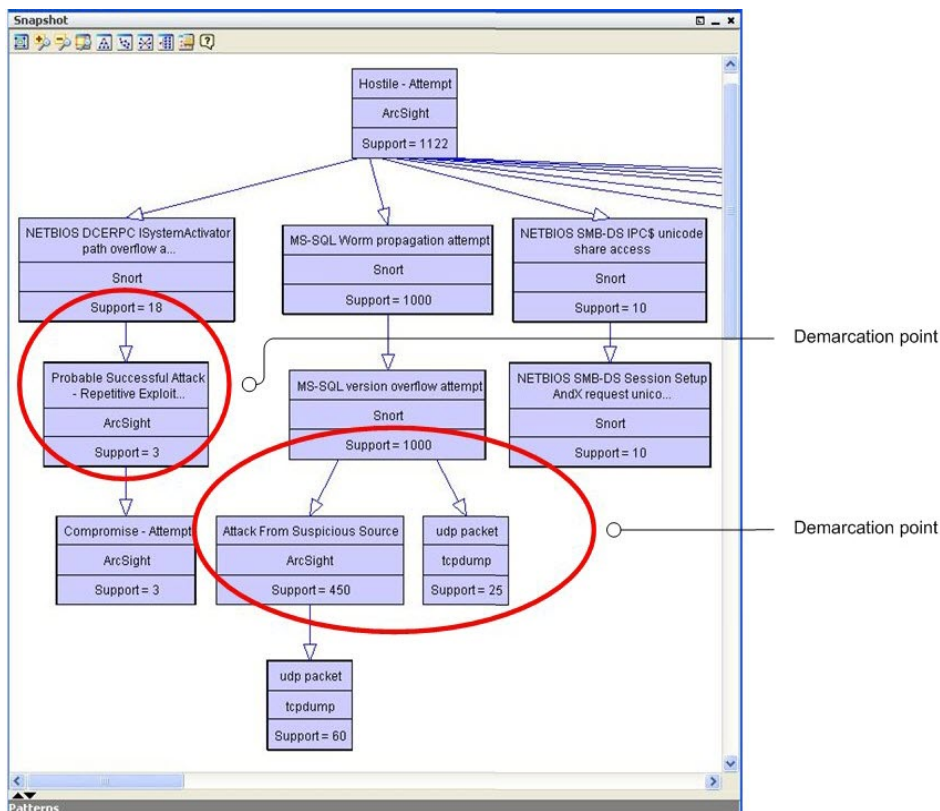 Snapshot
Hostile - Attempt
ArcSight
Support = 1122
NETBIOS DCERPC ISystemActivator
path overflow a...
Snort
Support = 18
MS-SQL Worm propagation attempt
Snort
Support = 1000
NETBIOS SMB-DS IPC$ unicode
share access
Snort
Support = 10
Demarcation point
Probable Successful Attack
- Repetitive Exploit...
ArcSight
Support = 3
MS-SQL version overflow attempt
Snort
Support = 1000
NETBIOS SMB-DS Session Setup
AndX request unico...
Snort
Support = 10
Demarcation point
Compromise - Attempt
ArcSight
Support = 3
Attack From Suspicious Source
ArcSight
Support = 450
udp packet
tcpdump
Support = 25
udp packet
tcpdump
Support = 60
Patterns